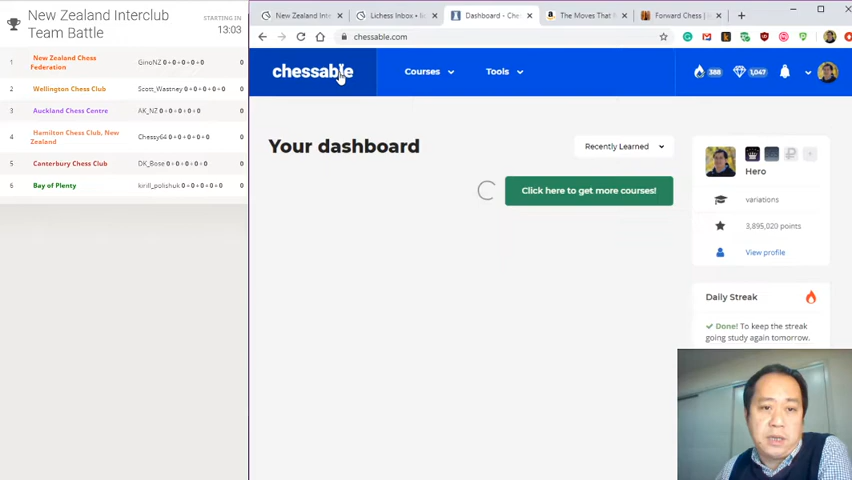 New Zealand Interclub
Team Battle
STARTING IN
13:03
1 New Zealand Chess Federation GinoNZ 0+0+0+0+0 0
2 Wellington Chess Club Scott_Wastney 0+0+0+0+0 0
3 Auckland Chess Centre AK_NZ 0+0+0+0+0 0
4 Hamilton Chess Club, New Zealand Chessy64 0+0+0+0+0 0
5 Canterbury Chess Club DK_Bose 0+0+0+0+0 0
6 Bay of Plenty kirill_polishuk 0+0+0+0+0 0
New Zealand Inte
Lichess Inbox • li
Dashboard - Che
The Moves That
Forward Chess |
chessable.com
chessable
Courses
Tools
388
1,047
Your dashboard
Recently Learned
Click here to get more courses!
Hero
variations
3,895,020 points
View profile
Daily Streak
✓ Done! To keep the streak
going study again tomorrow.